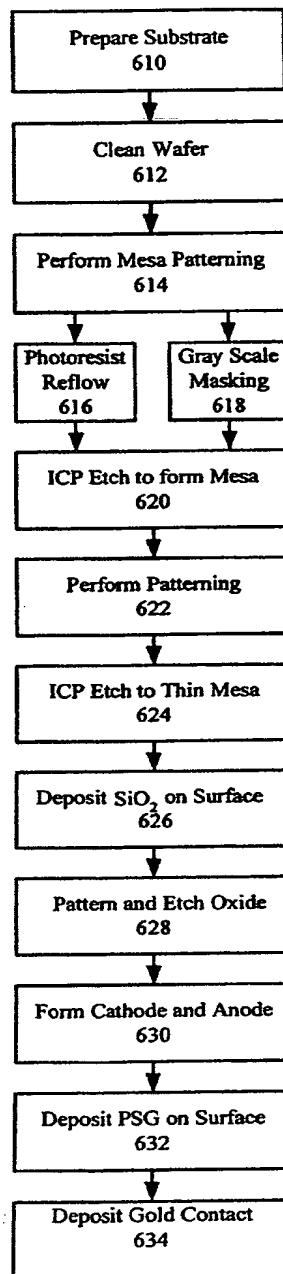 Prepare Substrate
610
Clean Wafer
612
Perform Mesa Patterning
614
Photoresist
Reflow
616
Gray Scale
Masking
618
ICP Etch to form Mesa
620
Perform Patterning
622
ICP Etch to Thin Mesa
624
Deposit SiO2 on Surface
626
Pattern and Etch Oxide
628
Form Cathode and Anode
630
Deposit PSG on Surface
632
Deposit Gold Contact
634